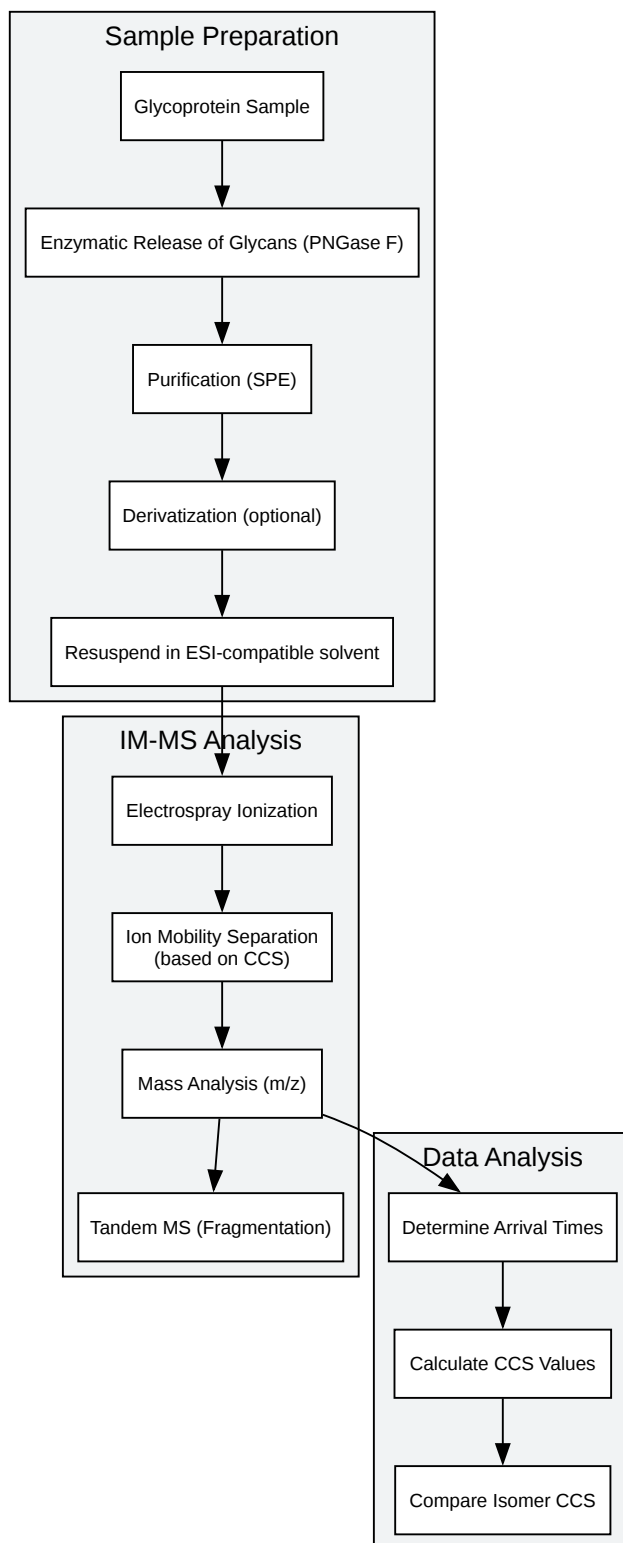 Sample Preparation
Glycoprotein Sample
Enzymatic Release of Glycans (PNGase F)
Purification (SPE)
Derivatization (optional)
Resuspend in ESI-compatible solvent
IM-MS Analysis
Electrospray Ionization
Ion Mobility Separation
(based on CCS)
Mass Analysis (m/z)
Tandem MS (Fragmentation)
Data Analysis
Determine Arrival Times
Calculate CCS Values
Compare Isomer CCS